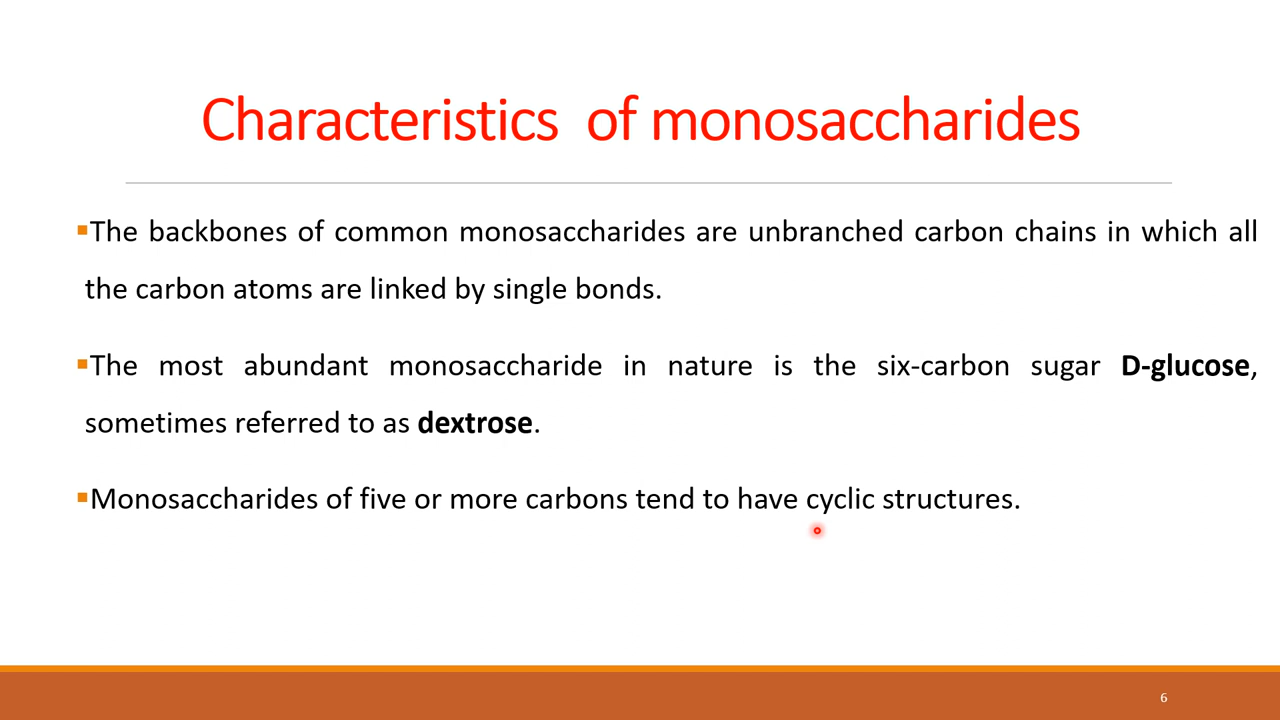 Characteristics of monosaccharides
▪The backbones of common monosaccharides are unbranched carbon chains in which all
the carbon atoms are linked by single bonds.
▪The most abundant monosaccharide in nature is the six-carbon sugar D-glucose,
sometimes referred to as dextrose.
▪Monosaccharides of five or more carbons tend to have cyclic structures.
6